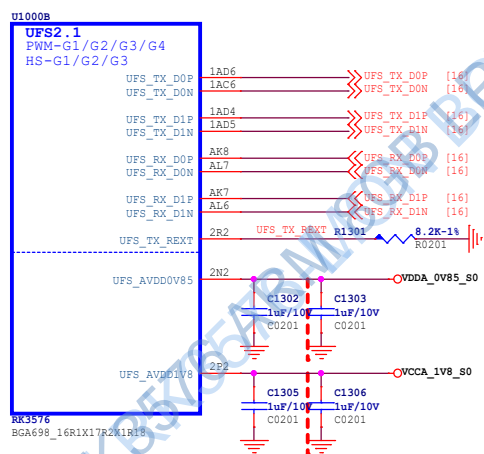 U1000B
UFS2.1
PWM-G1/G2/G3/G4
HS-G1/G2/G3
UFS_TX_D0P 1AD6 UFS_TX_D0P [16]
UFS_TX_D0N 1AC6 UFS_TX_D0N [16]
UFS_TX_D1P 1AD4 UFS_TX_D1P [16]
UFS_TX_D1N 1AD5 UFS_TX_D1N [16]
UFS_RX_D0P AK8 UFS_RX_D0P [16]
UFS_RX_D0N AL7 UFS_RX_D0N [16]
UFS_RX_D1P AK7 UFS_RX_D1P [16]
UFS_RX_D1N AL6 UFS_RX_D1N [16]
UFS_TX_REXT 2R2 UFS_TX_REXT R1301 8.2K-1%
R0201
UFS_AVDD0V85 2N2 VDDA_0V85_S0
C1302 C1303
1uF/10V 1uF/10V
C0201 C0201
UFS_AVDD1V8 2P2 VCCA_1V8_S0
C1305 C1306
1uF/10V 1uF/10V
C0201 C0201
RK3576
BGA698_16R1X17R2X1R18